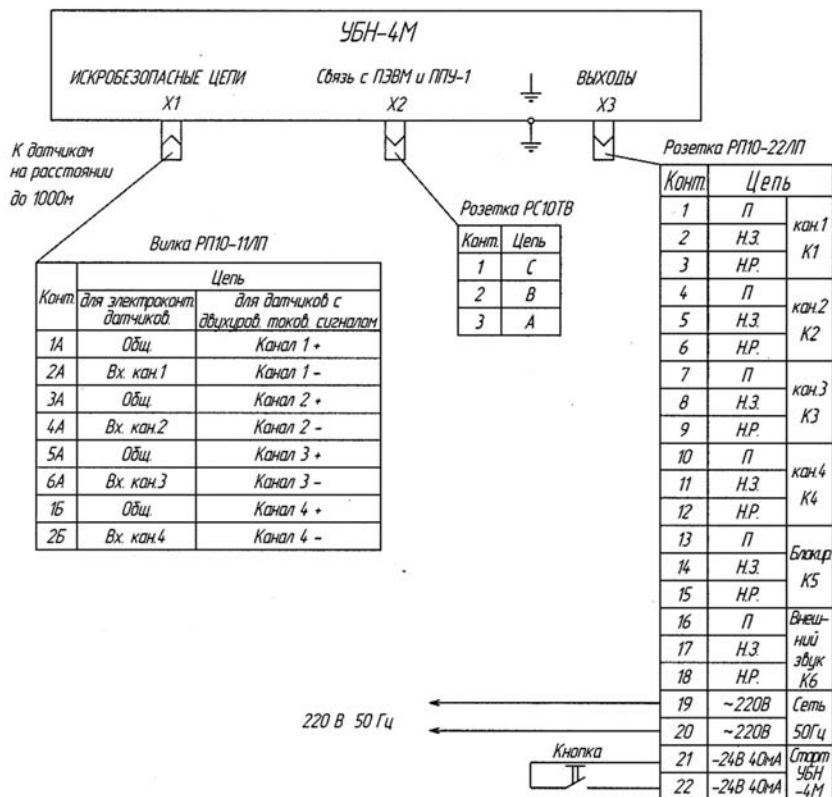 УБН-4М
ИСКРОБЕЗОПАСНЫЕ ЦЕПИ
Связь с ПЭВМ и ППУ-1
ВЫХОДЫ
Х1
Х2
Х3
К датчикам
на расстоянии
до 1000м
Вилка РП10-11/ЛП
Конт.
Цепь
для электроконт. датчиков.
для датчиков с двухуров. токов. сигналом
1А Общ. Канал 1 +
2А Вх. кан.1 Канал 1 -
3А Общ. Канал 2 +
4А Вх. кан.2 Канал 2 -
5А Общ. Канал 3 +
6А Вх. кан.3 Канал 3 -
1Б Общ. Канал 4 +
2Б Вх. кан.4 Канал 4 -
Розетка РС10ТВ
Конт. Цепь
1 С
2 В
3 А
Розетка РП10-22/ЛП
Конт. Цепь
1 П
2 Н.З.
3 Н.Р.
кан.1
К1
4 П
5 Н.З.
6 Н.Р.
кан.2
К2
7 П
8 Н.З.
9 Н.Р.
кан.3
К3
10 П
11 Н.З.
12 Н.Р.
кан.4
К4
13 П
14 Н.З.
15 Н.Р.
Блокир.
К5
16 П
17 Н.З.
18 Н.Р.
Внеш-
ний
звук
К6
19 ~220В Сеть
20 ~220В 50Гц
21 -24В 40мА
22 -24В 40мА
Старт
УБН
-4М
220 В 50 Гц
Кнопка